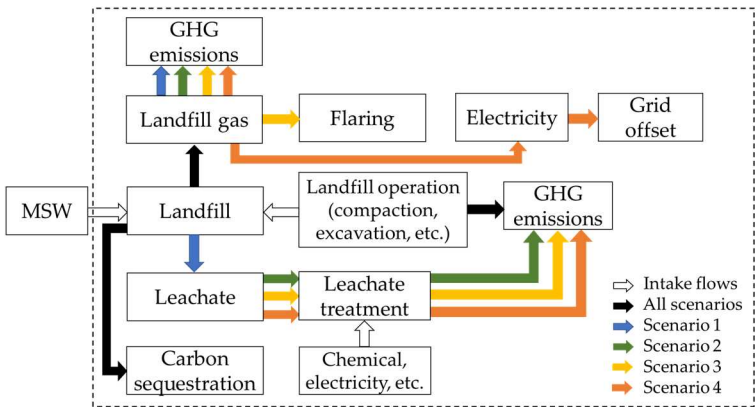 GHG
emissions
Landfill gas
Flaring
Electricity
Grid
offset
MSW
Landfill
Landfill operation
(compaction,
excavation, etc.)
GHG
emissions
Leachate
Leachate
treatment
Carbon
sequestration
Chemical,
electricity, etc.
Intake flows
All scenarios
Scenario 1
Scenario 2
Scenario 3
Scenario 4